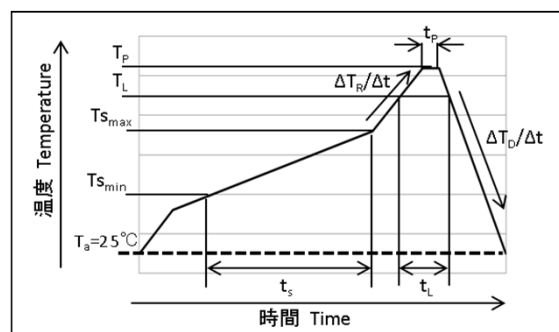 t_P
T_P
ΔT_R/Δt
T_L
Ts_max
ΔT_D/Δt
Ts_min
温度 Temperature
T_a=25℃
t_s
t_L
時間 Time